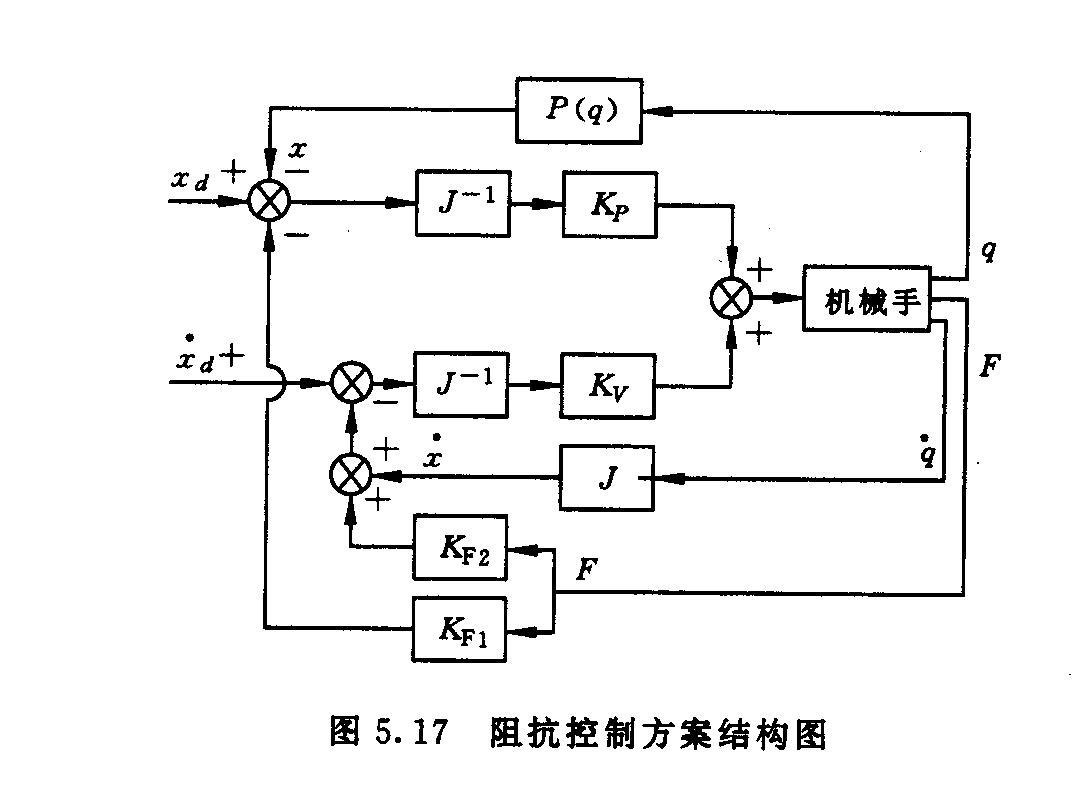 P(q)
x
−
x_d +
J⁻¹
K_P
−
+
机械手
q
+
ẋ_d +
J⁻¹
K_V
F
−
+
ẋ
J
q̇
+
K_F2
F
K_F1
图 5.17 阻抗控制方案结构图